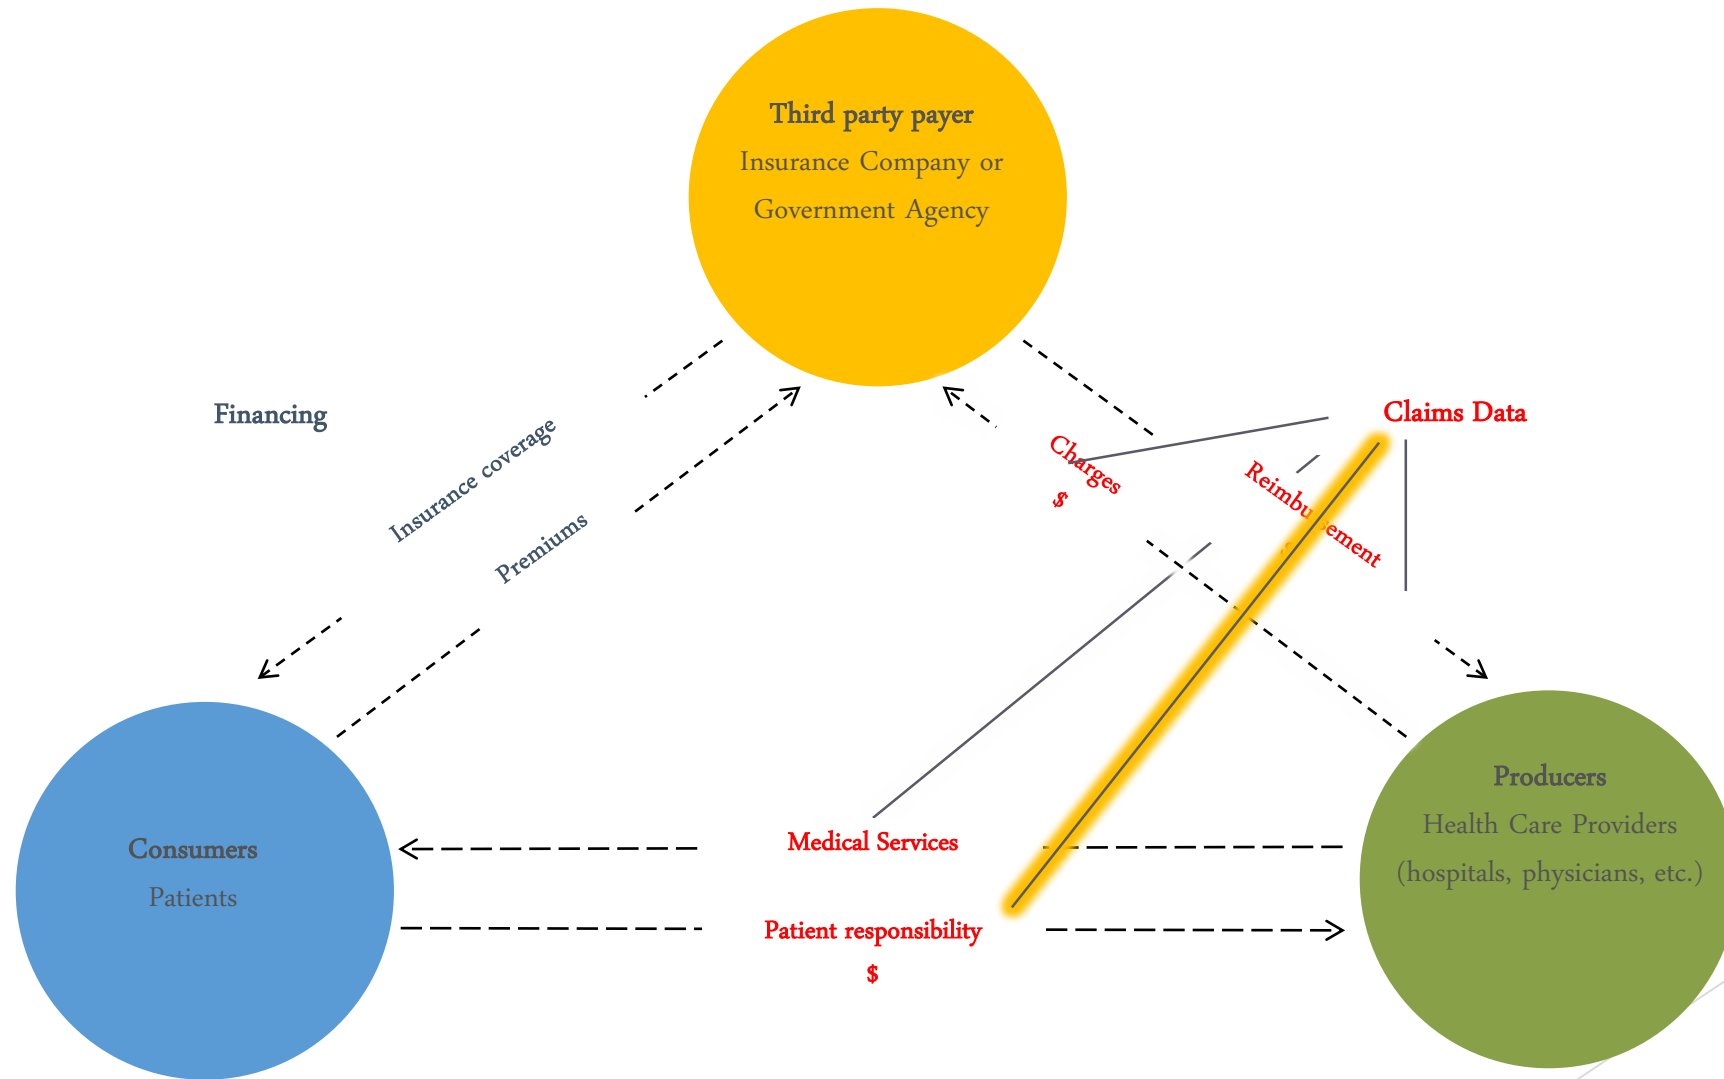 Third party payer
Insurance Company or
Government Agency
Financing
Claims Data
Insurance coverage
Premiums
Charges
$
Reimbursement
Consumers
Patients
Medical Services
Patient responsibility
$
Producers
Health Care Providers
(hospitals, physicians, etc.)